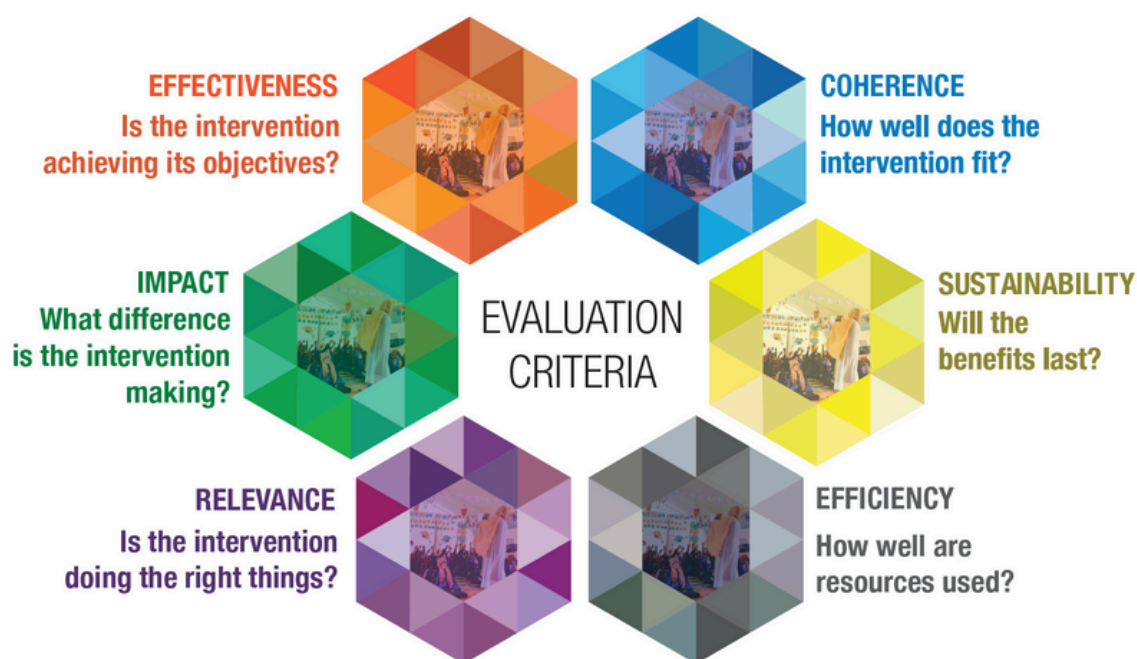 EFFECTIVENESS
Is the intervention
achieving its objectives?
COHERENCE
How well does the
intervention fit?
IMPACT
What difference
is the intervention
making?
EVALUATION
CRITERIA
SUSTAINABILITY
Will the
benefits last?
RELEVANCE
Is the intervention
doing the right things?
EFFICIENCY
How well are
resources used?